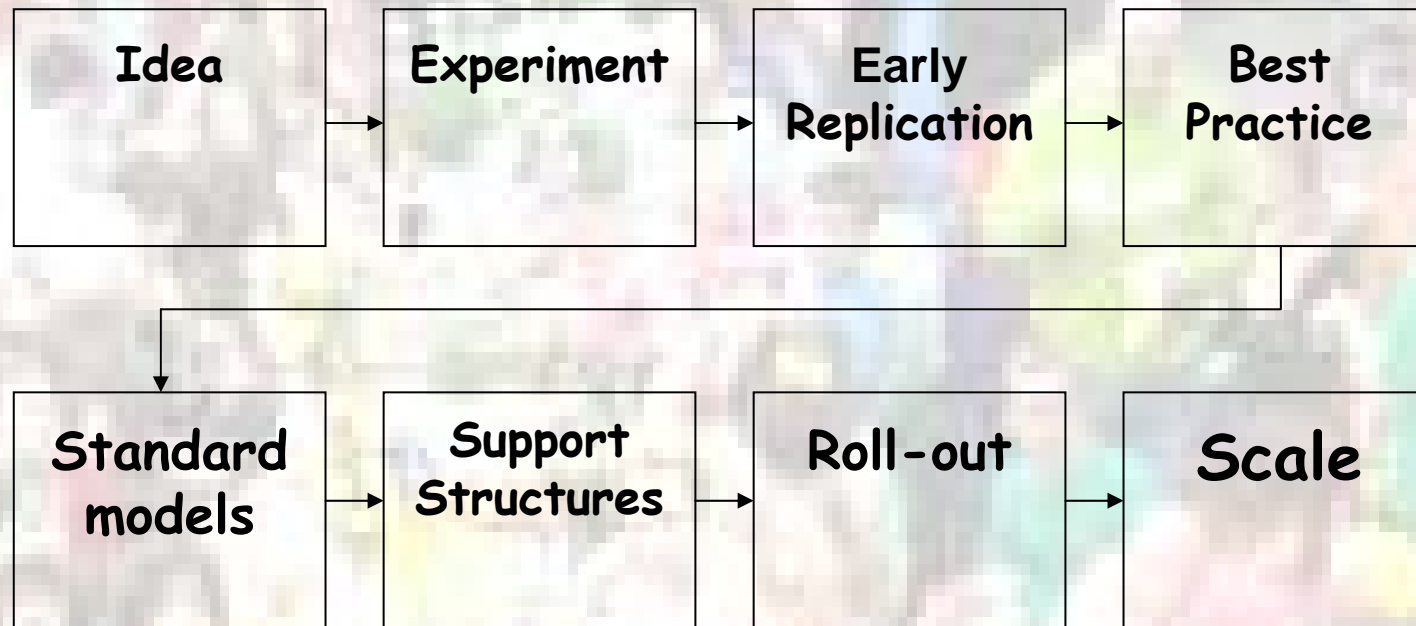 Idea
Experiment
Early
Replication
Best
Practice
Standard
models
Support
Structures
Roll-out
Scale